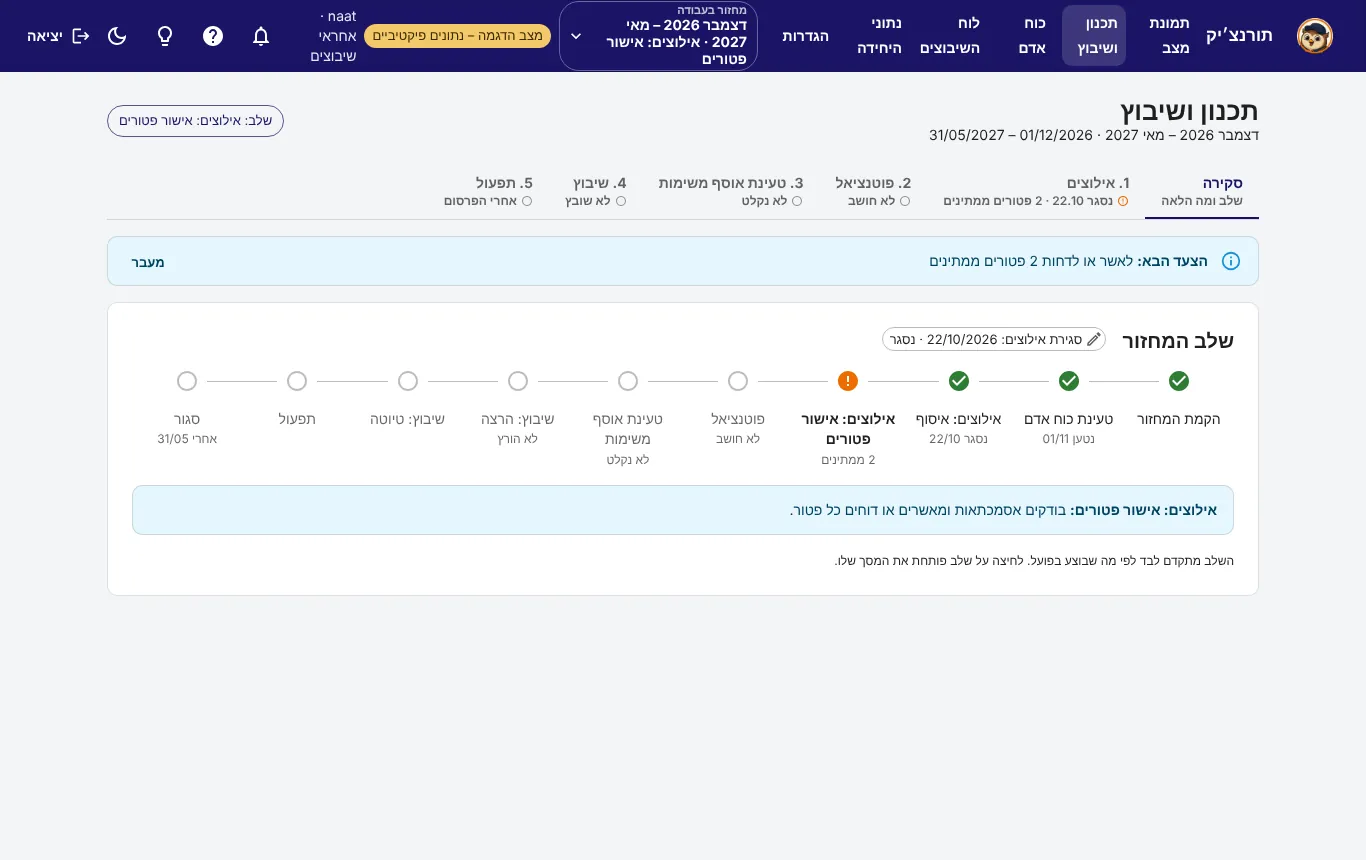 תורנצ׳יק
תמונת
מצב
תכנון
ושיבוץ
כוח
אדם
לוח
השיבוצים
נתוני
היחידה
הגדרות
מחזור בעבודה
דצמבר 2026 – מאי
2027 · אילוצים: אישור
פטורים
מצב הדגמה – נתונים פיקטיביים
naat ·
אחראי
שיבוצים
יציאה
תכנון ושיבוץ
דצמבר 2026 – מאי 2027 · 01/12/2026 – 31/05/2027
שלב: אילוצים: אישור פטורים
סקירה
שלב ומה הלאה
1. אילוצים
נסגר 22.10 · 2 פטורים ממתינים
2. פוטנציאל
לא חושב
3. טעינת אוסף משימות
לא נקלט
4. שיבוץ
לא שובץ
5. תפעול
אחרי הפרסום
הצעד הבא: לאשר או לדחות 2 פטורים ממתינים
מעבר
שלב המחזור
סגירת אילוצים: 22/10/2026 · נסגר
הקמת המחזור
טעינת כוח אדם
נטען 01/11
אילוצים: איסוף
נסגר 22/10
אילוצים: אישור
פטורים
2 ממתינים
פוטנציאל
לא חושב
טעינת אוסף
משימות
לא נקלט
שיבוץ: הרצה
לא הורץ
שיבוץ: טיוטה
תפעול
סגור
אחרי 31/05
אילוצים: אישור פטורים: בודקים אסמכתאות ומאשרים או דוחים כל פטור.
השלב מתקדם לבד לפי מה שבוצע בפועל. לחיצה על שלב פותחת את המסך שלו.